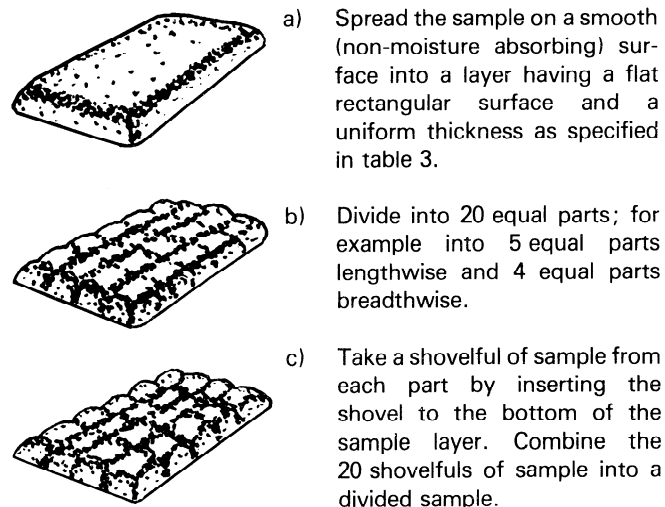 a) Spread the sample on a smooth
(non-moisture absorbing) sur-
face into a layer having a flat
rectangular surface and a
uniform thickness as specified
in table 3.
b) Divide into 20 equal parts; for
example into 5 equal parts
lengthwise and 4 equal parts
breadthwise.
c) Take a shovelful of sample from
each part by inserting the
shovel to the bottom of the
sample layer. Combine the
20 shovelfuls of sample into a
divided sample.